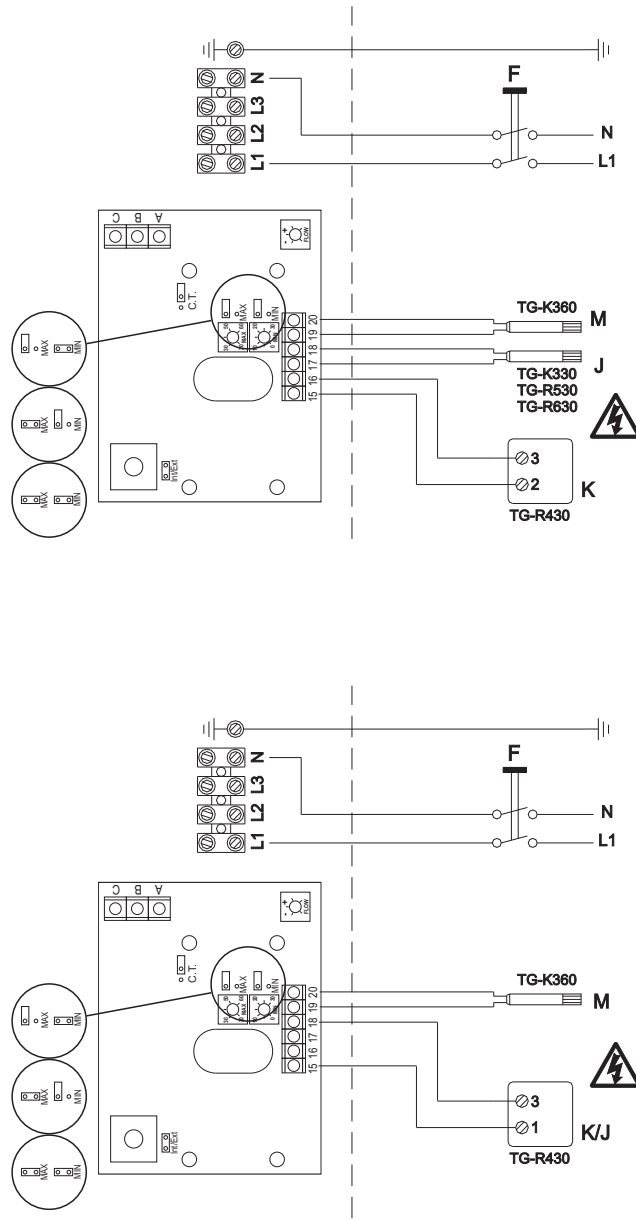 F
N
L3
L2
L1
N
L1
C B A
- +
FLOW
C.T.
MAX
MIN
20
19
18
17
16
15
MAX
MIN
MAX
MIN
MAX
MIN
Int/Ext
TG-K360
M
J
TG-K330
TG-R530
TG-R630
3
2
K
TG-R430
F
N
L3
L2
L1
N
L1
C B A
- +
FLOW
C.T.
MAX
MIN
20
19
18
17
16
15
MAX
MIN
MAX
MIN
MAX
MIN
Int/Ext
TG-K360
M
3
1
K/J
TG-R430